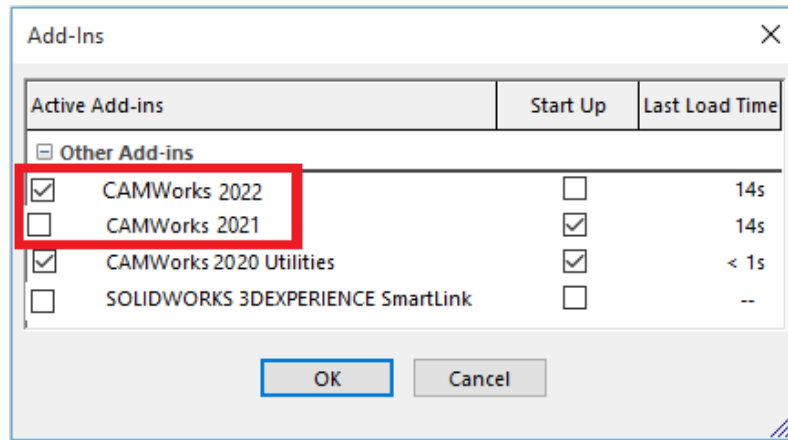 Add-Ins
Active Add-ins Start Up Last Load Time
Other Add-ins
CAMWorks 2022 14s
CAMWorks 2021 14s
CAMWorks 2020 Utilities < 1s
SOLIDWORKS 3DEXPERIENCE SmartLink --
OK Cancel